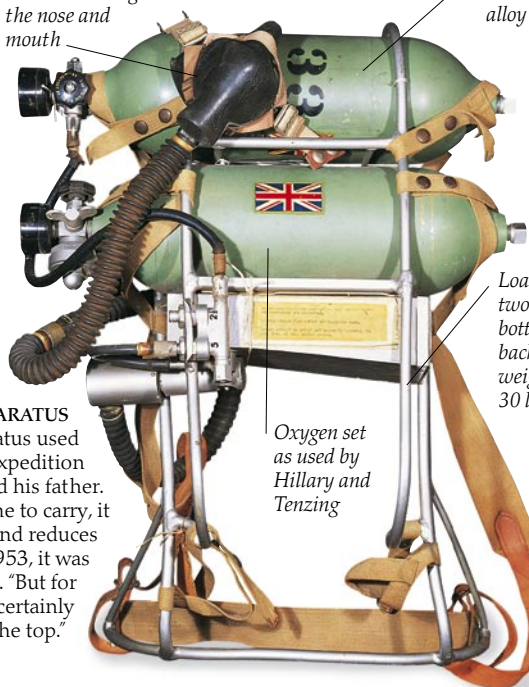 the nose and
mouth
alloy
33
Loa
two
bott
back
weig
30 l
ARATUS
atus used
xpedition
d his father.
ne to carry, it
nd reduces
953, it was
. “But for
certainly
he top.”
Oxygen set
as used by
Hillary and
Tenzing